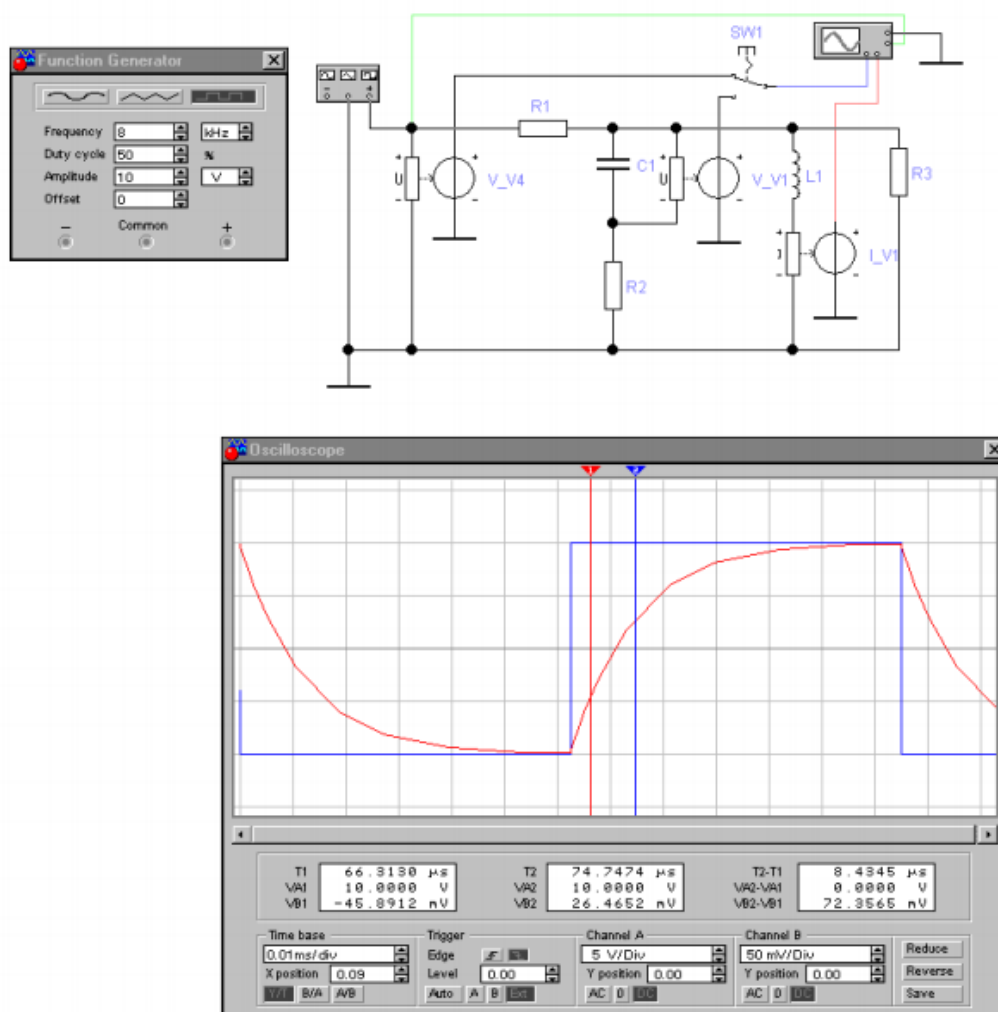 Function Generator
Frequency 8 kHz
Duty cycle 50 %
Amplitude 10 V
Offset 0
− Common +
SW1
R1
C1
R2
R3
L1
U V_V4
U V_V1
I I_V1
Oscilloscope
T1 66.3130 µs
VA1 10.0000 V
VB1 -45.8912 mV
T2 74.7474 µs
VA2 10.0000 V
VB2 26.4652 mV
T2-T1 8.4345 µs
VA2-VA1 0.0000 V
VB2-VB1 72.3565 mV
Time base
0.01ms/div
X position 0.09
Y/T B/A A/B
Trigger
Edge
Level 0.00
Auto A B Ext
Channel A
5 V/Div
Y position 0.00
AC 0 DC
Channel B
50 mV/Div
Y position 0.00
AC 0 DC
Reduce
Reverse
Save